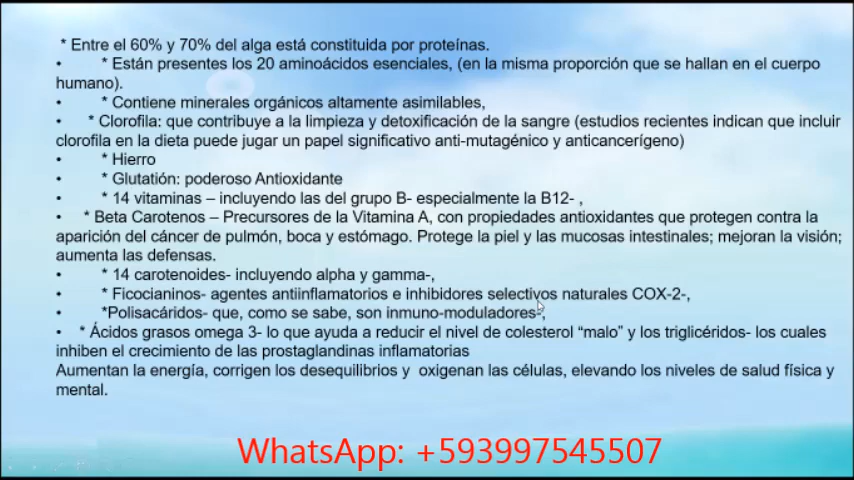 * Entre el 60% y 70% del alga está constituida por proteínas.
• * Están presentes los 20 aminoácidos esenciales, (en la misma proporción que se hallan en el cuerpo
humano).
• * Contiene minerales orgánicos altamente asimilables,
• * Clorofila: que contribuye a la limpieza y detoxificación de la sangre (estudios recientes indican que incluir
clorofila en la dieta puede jugar un papel significativo anti-mutagénico y anticancerígeno)
• * Hierro
• * Glutatión: poderoso Antioxidante
• * 14 vitaminas – incluyendo las del grupo B- especialmente la B12- ,
• * Beta Carotenos – Precursores de la Vitamina A, con propiedades antioxidantes que protegen contra la
aparición del cáncer de pulmón, boca y estómago. Protege la piel y las mucosas intestinales; mejoran la visión;
aumenta las defensas.
• * 14 carotenoides- incluyendo alpha y gamma-,
• * Ficocianinos- agentes antiinflamatorios e inhibidores selectivos naturales COX-2-,
• *Polisacáridos- que, como se sabe, son inmuno-moduladores-,
• * Ácidos grasos omega 3- lo que ayuda a reducir el nivel de colesterol “malo” y los triglicéridos- los cuales
inhiben el crecimiento de las prostaglandinas inflamatorias
Aumentan la energía, corrigen los desequilibrios y oxigenan las células, elevando los niveles de salud física y
mental.
WhatsApp: +593997545507